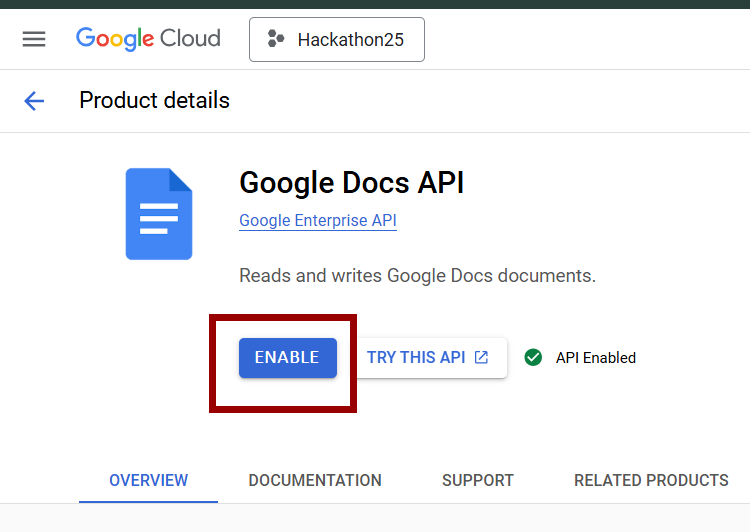 Google Cloud
Hackathon25
Product details
Google Docs API
Google Enterprise API
Reads and writes Google Docs documents.
ENABLE
TRY THIS API
API Enabled
OVERVIEW
DOCUMENTATION
SUPPORT
RELATED PRODUCTS